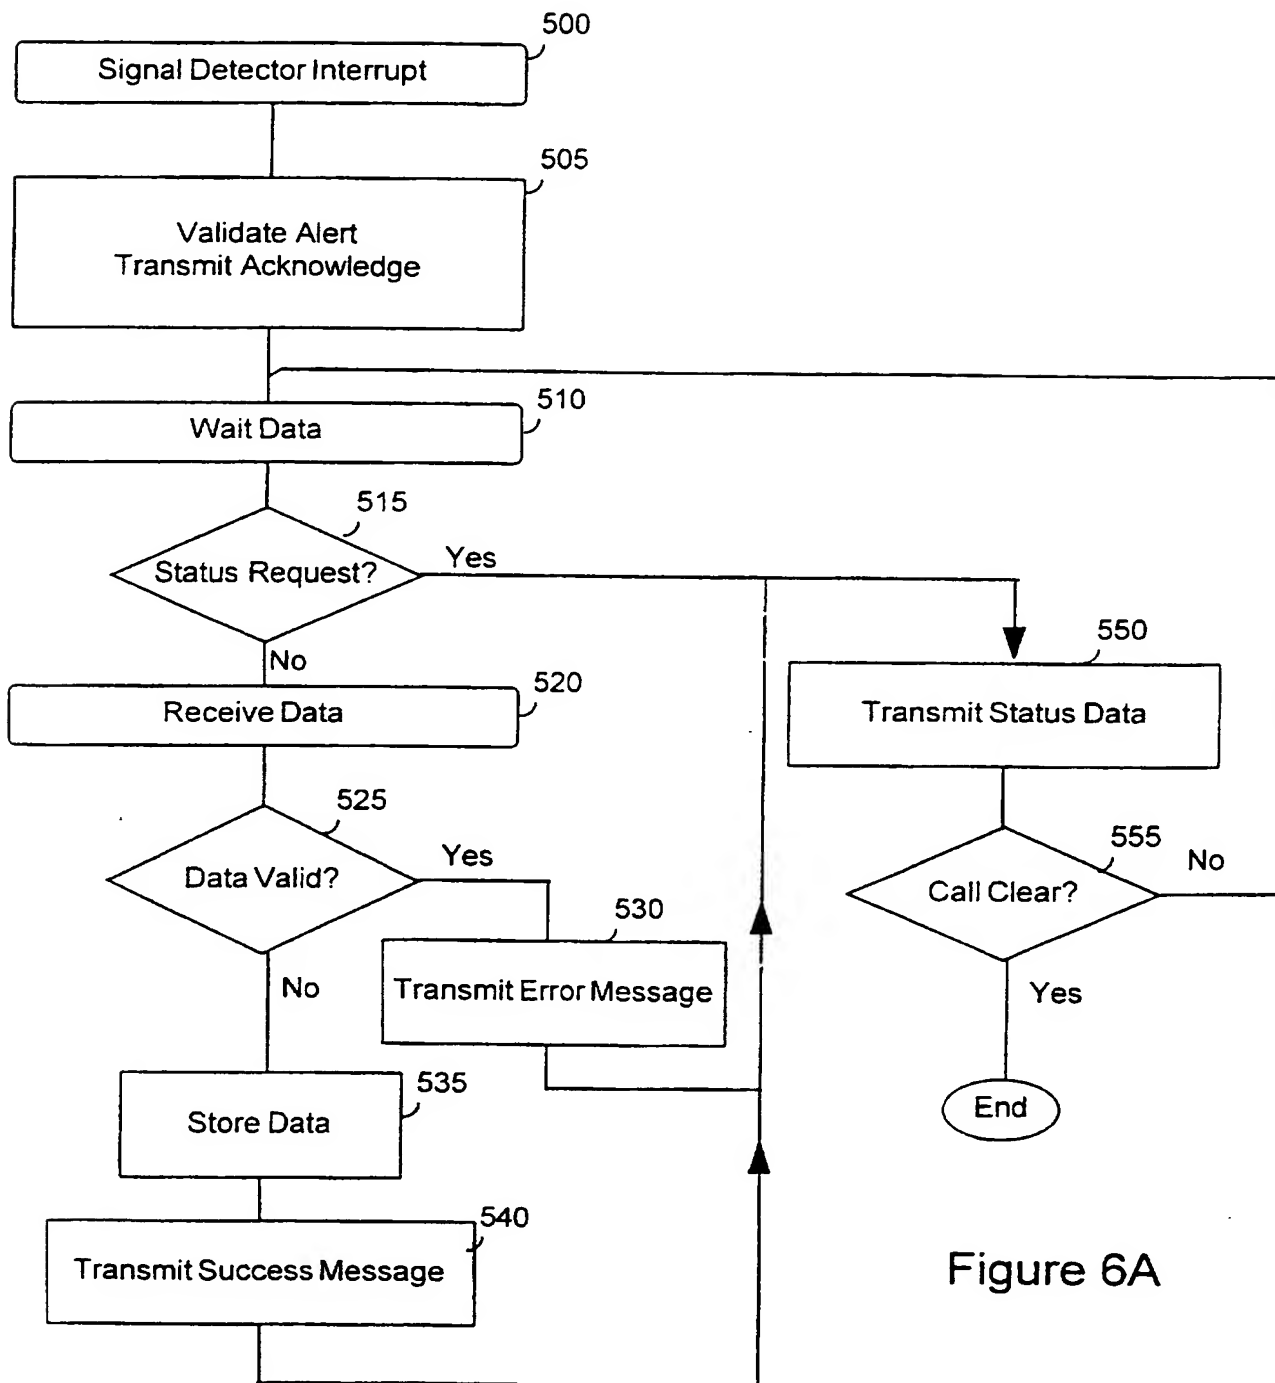 500
Signal Detector Interrupt
505
Validate Alert
Transmit Acknowledge
510
Wait Data
515
Status Request?
Yes
No
550
Transmit Status Data
520
Receive Data
525
Data Valid?
Yes
555
Call Clear?
No
530
Transmit Error Message
No
Yes
535
Store Data
End
540
Transmit Success Message
Figure 6A